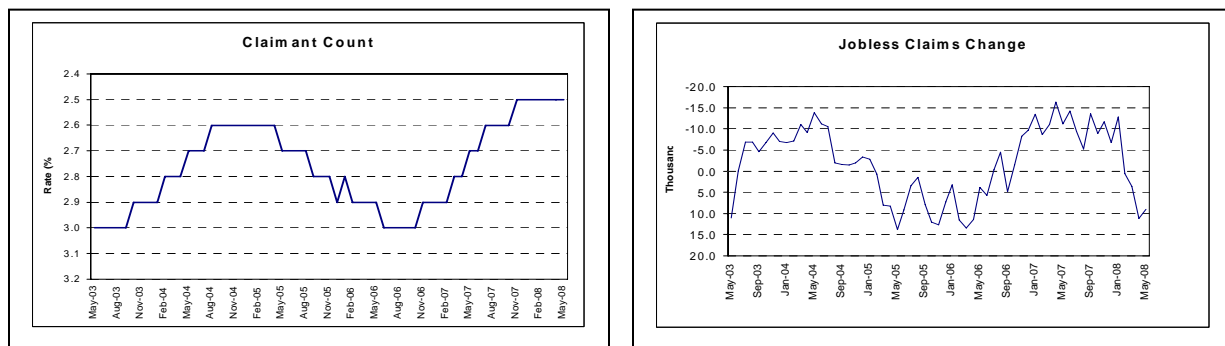 Claimant Count
2.4
2.5
2.6
2.7
2.8
2.9
3.0
3.1
3.2
Rate (%
May-03
Aug-03
Nov-03
Feb-04
May-04
Aug-04
Nov-04
Feb-05
May-05
Aug-05
Nov-05
Feb-06
May-06
Aug-06
Nov-06
Feb-07
May-07
Aug-07
Nov-07
Feb-08
May-08
Jobless Claims Change
-20.0
-15.0
-10.0
-5.0
0.0
5.0
10.0
15.0
20.0
Thousand
May-03
Sep-03
Jan-04
May-04
Sep-04
Jan-05
May-05
Sep-05
Jan-06
May-06
Sep-06
Jan-07
May-07
Sep-07
Jan-08
May-08